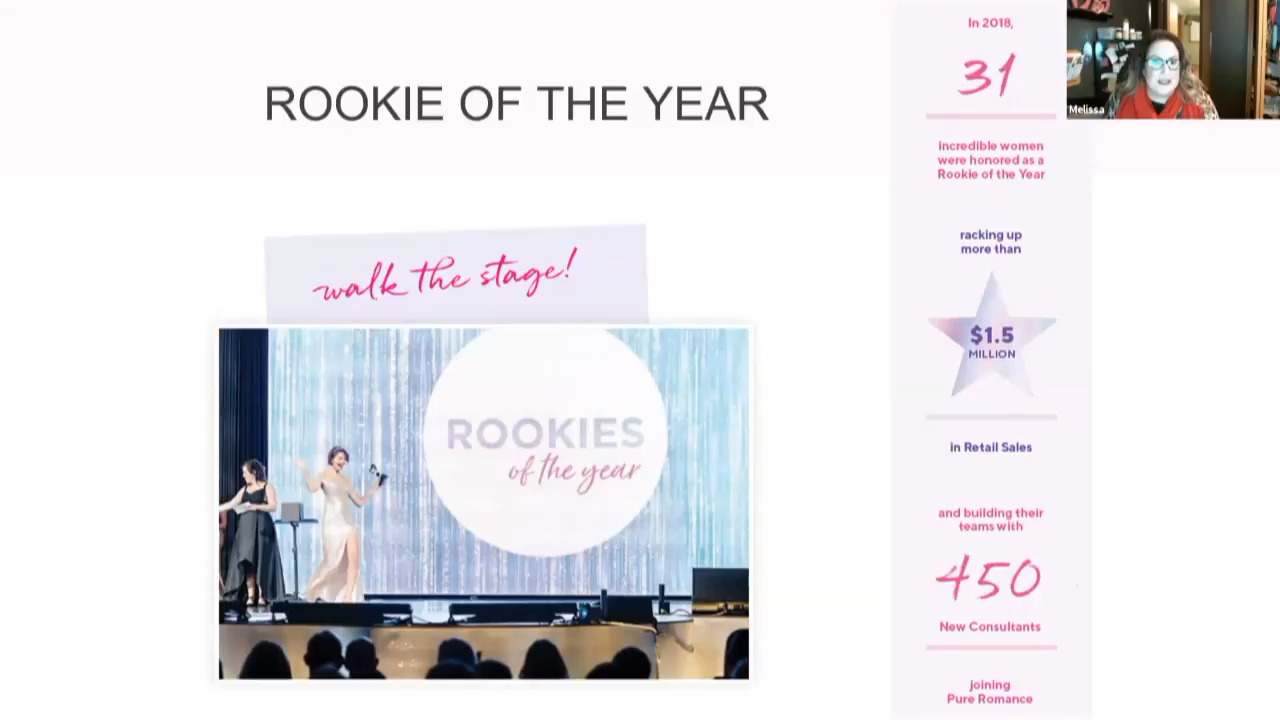 ROOKIE OF THE YEAR
walk the stage!
ROOKIES
of the year
In 2018,
31
incredible women
were honored as a
Rookie of the Year
racking up
more than
$1.5
MILLION
in Retail Sales
and building their
teams with
450
New Consultants
joining
Pure Romance
Melissa